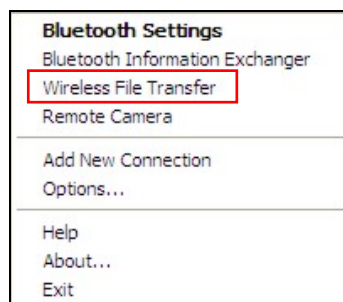 Bluetooth Settings
Bluetooth Information Exchanger
Wireless File Transfer
Remote Camera
Add New Connection
Options...
Help
About...
Exit